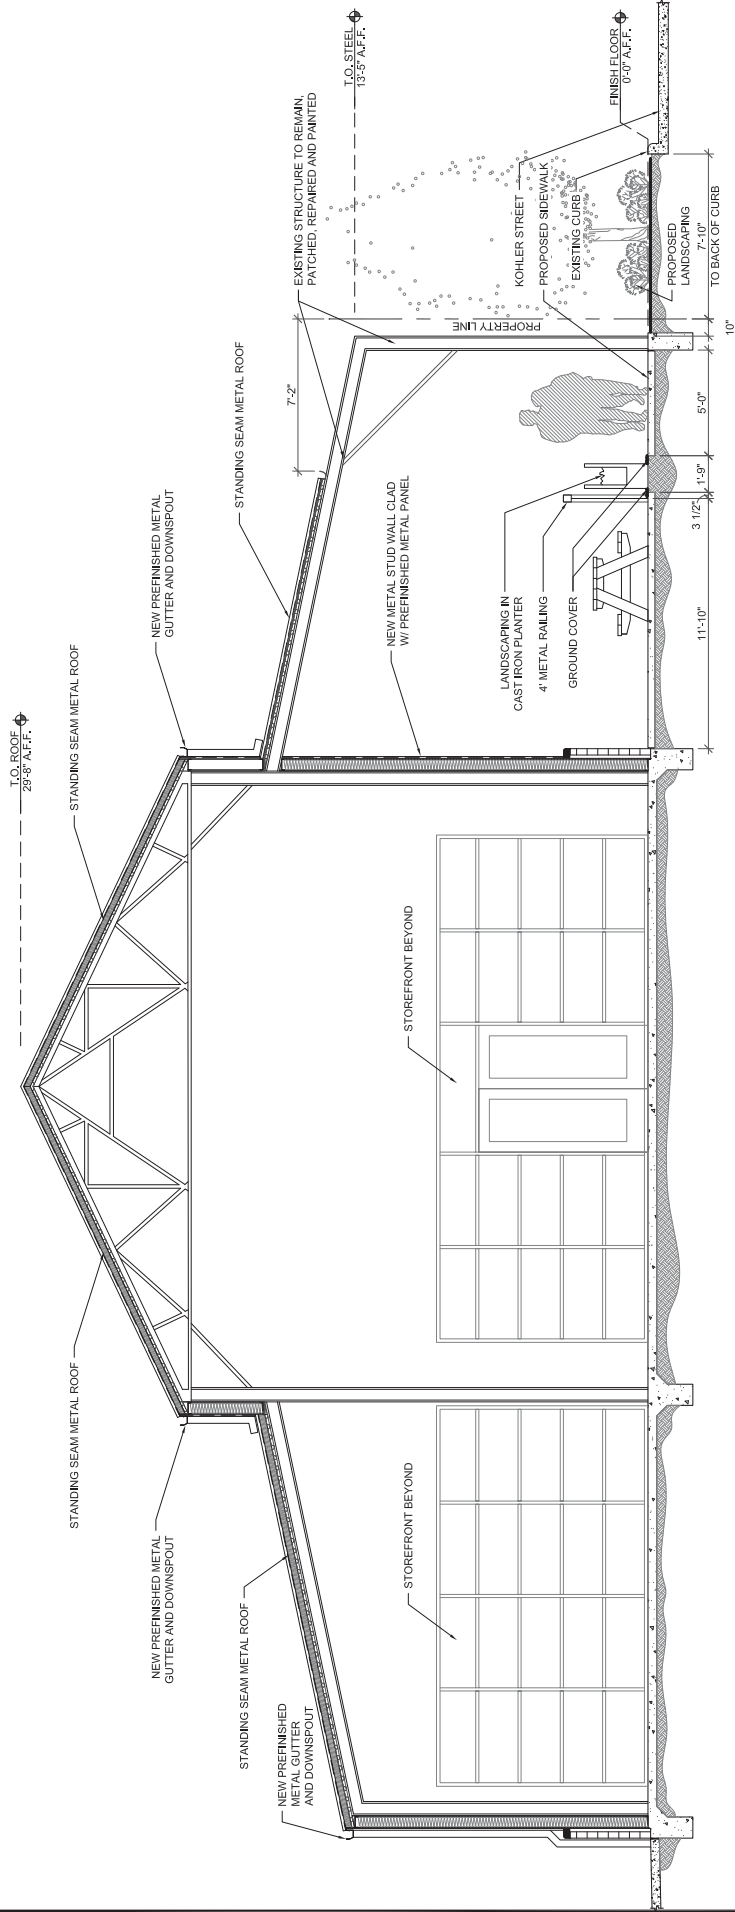 T.O. ROOF
29'-8" A.F.F.
STANDING SEAM METAL ROOF
STANDING SEAM METAL ROOF
NEW PREFINISHED METAL
GUTTER AND DOWNSPOUT
NEW PREFINISHED METAL
GUTTER AND DOWNSPOUT
STANDING SEAM METAL ROOF
STANDING SEAM METAL ROOF
NEW PREFINISHED
METAL GUTTER
AND DOWNSPOUT
7'-2"
EXISTING STRUCTURE TO REMAIN,
PATCHED, REPAIRED AND PAINTED
T.O. STEEL
13'-5" A.F.F.
STOREFRONT BEYOND
STOREFRONT BEYOND
NEW METAL STUD WALL CLAD
W/ PREFINISHED METAL PANEL
PROPERTY LINE
LANDSCAPING IN
CAST IRON PLANTER
4' METAL RAILING
GROUND COVER
KOHLER STREET
PROPOSED SIDEWALK
EXISTING CURB
FINISH FLOOR
0'-0" A.F.F.
PROPOSED
LANDSCAPING
11'-10"
3 1/2"
1'-9"
5'-0"
10"
7'-10"
TO BACK OF CURB